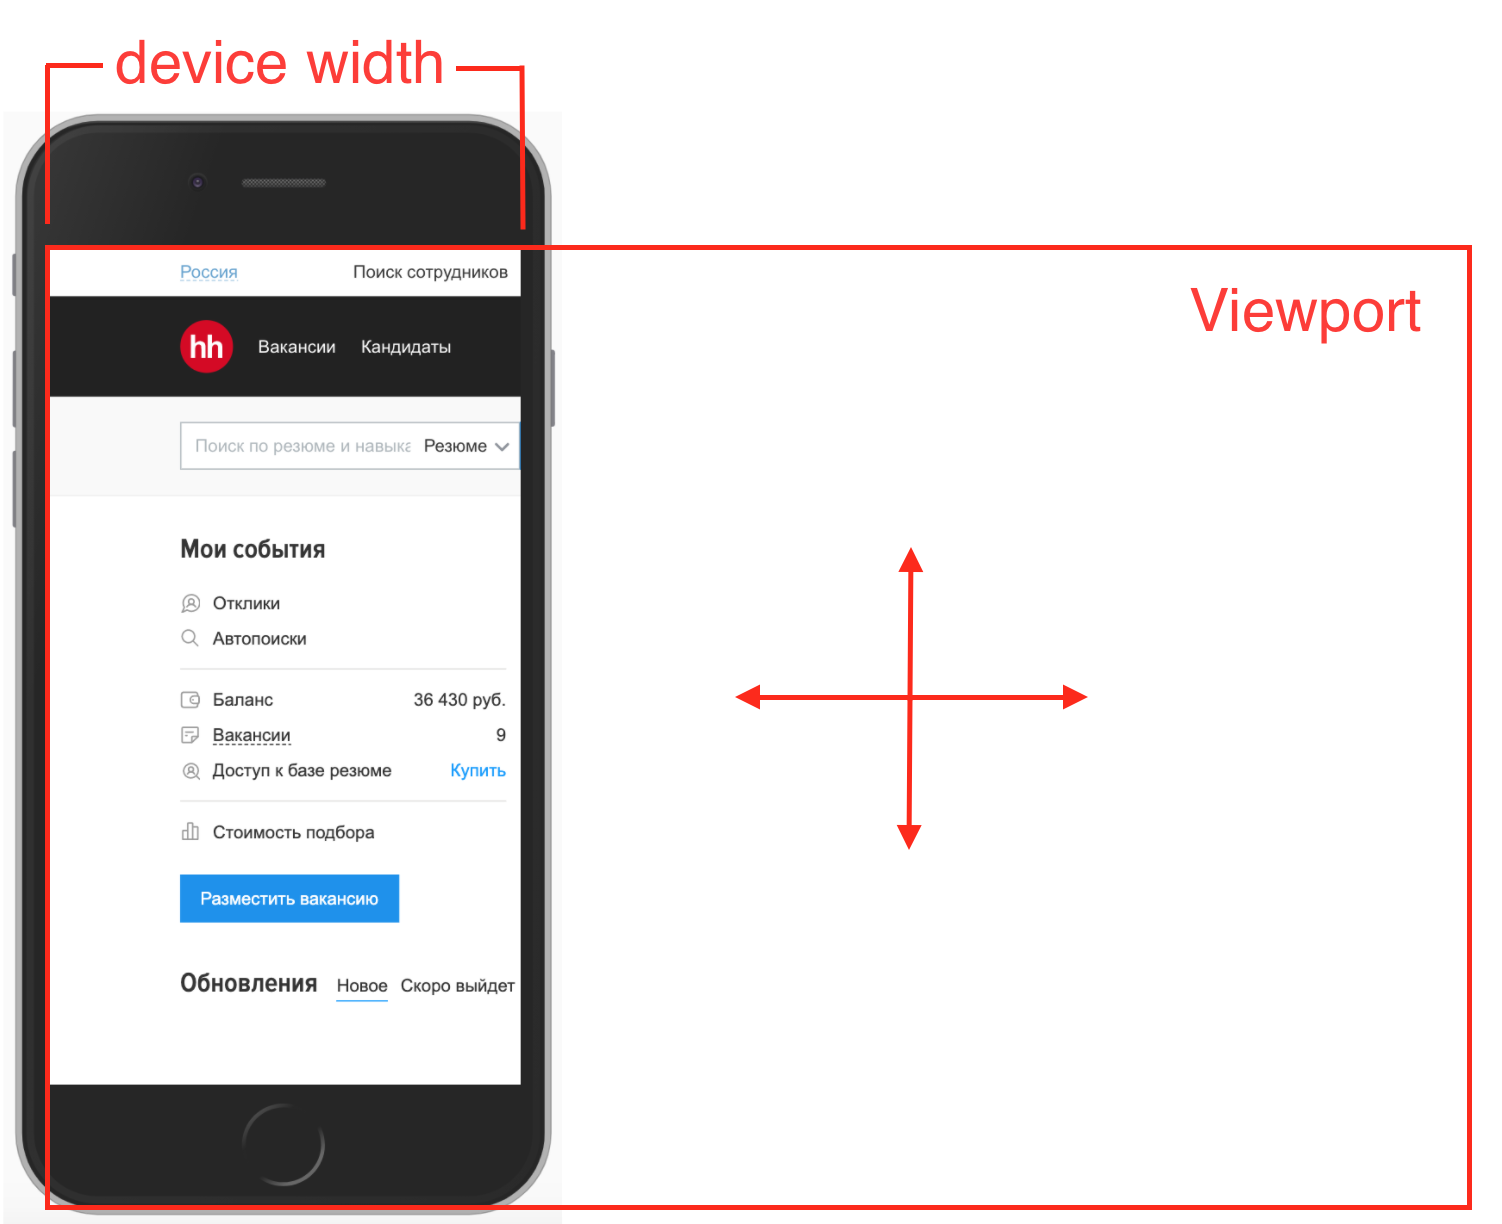 device width
Viewport
Россия Поиск сотрудников
hh Вакансии Кандидаты
Поиск по резюме и навыка Резюме
Мои события
Отклики
Автопоиски
Баланс 36 430 руб.
Вакансии 9
Доступ к базе резюме Купить
Стоимость подбора
Разместить вакансию
Обновления Новое Скоро выйдет